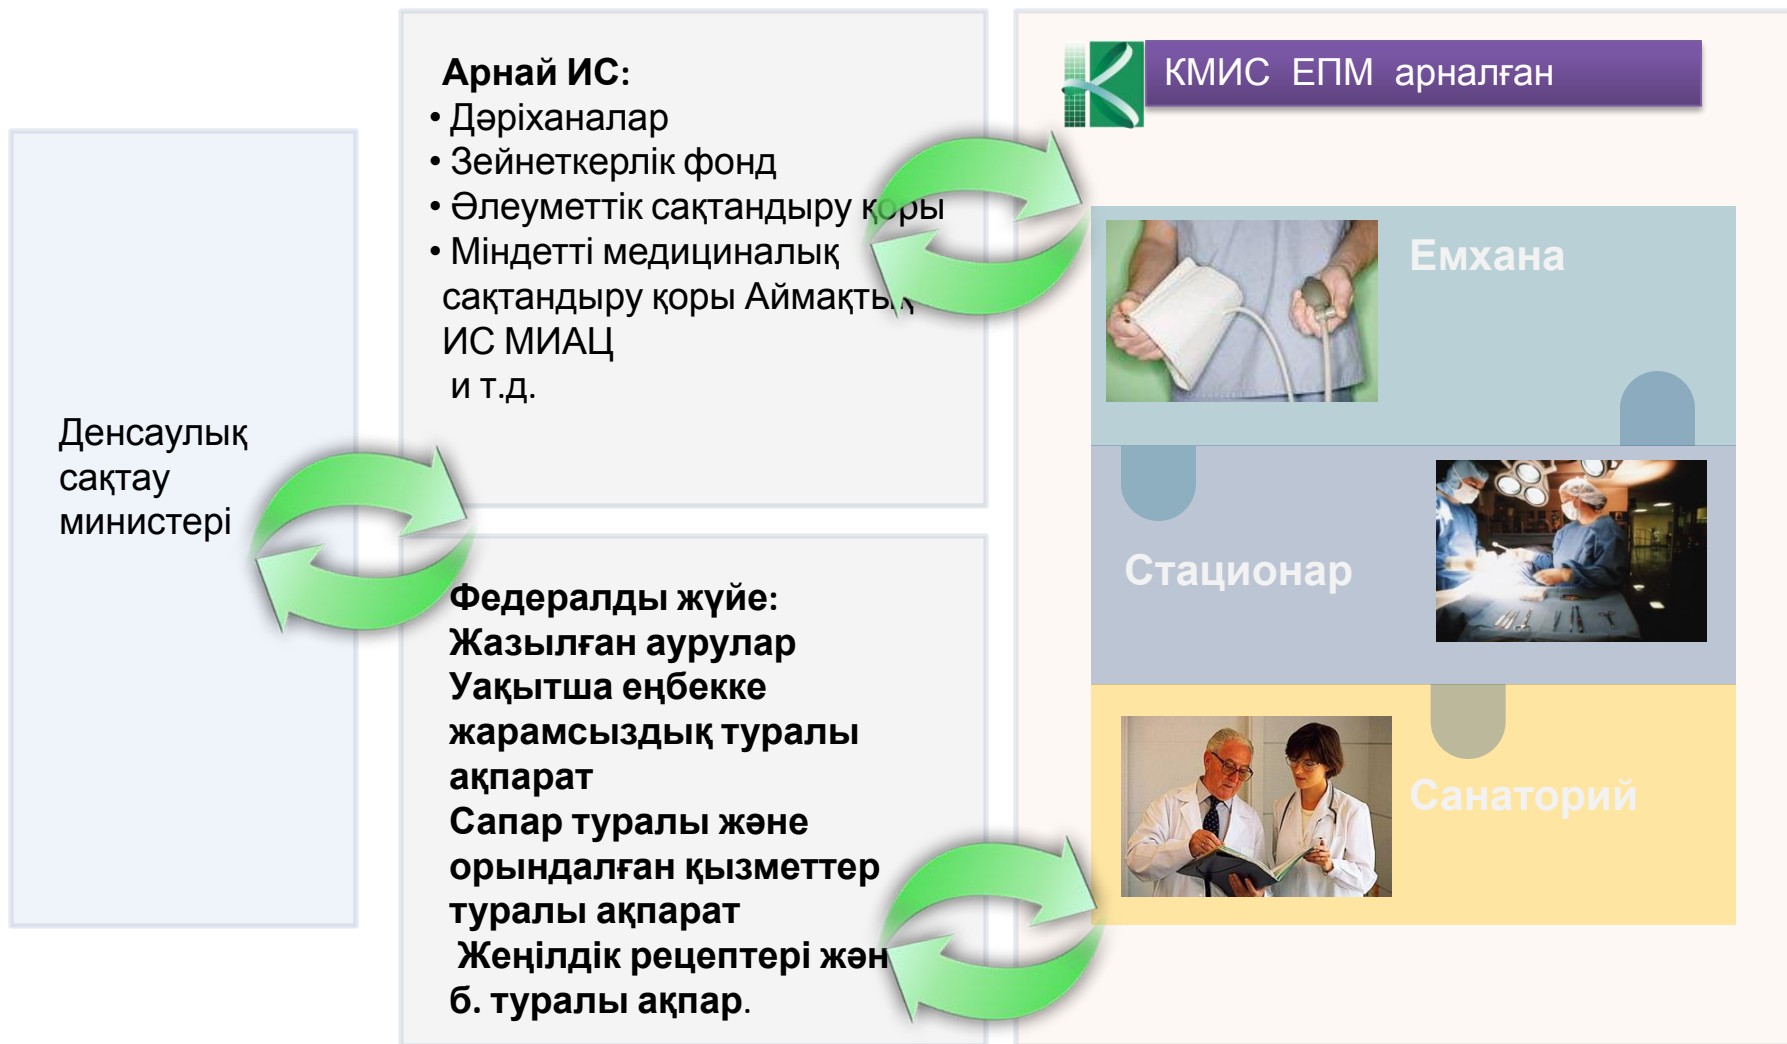 Денсаулық
сақтау
министері
Арнай ИС:
• Дәріханалар
• Зейнеткерлік фонд
• Әлеуметтік сақтандыру қоры
• Міндетті медициналық
сақтандыру қоры Аймақтық
ИС МИАЦ
и т.д.
Федералды жүйе:
Жазылған аурулар
Уақытша еңбекке
жарамсыздық туралы
ақпарат
Сапар туралы және
орындалған қызметтер
туралы ақпарат
Жеңілдік рецептері жән
б. туралы ақпар.
КМИС ЕПМ арналған
Емхана
Стационар
Санаторий